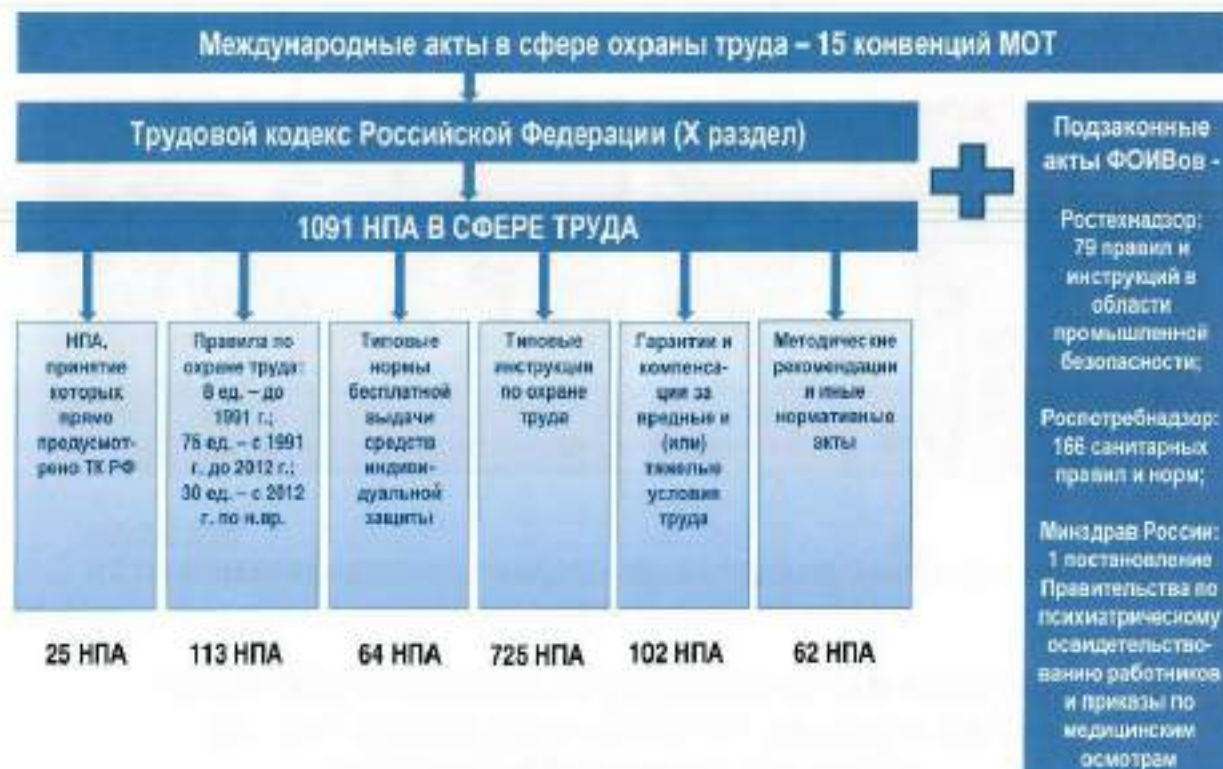 Международные акты в сфере охраны труда – 15 конвенций МОТ
Трудовой кодекс Российской Федерации (X раздел)
1091 НПА В СФЕРЕ ТРУДА
НПА,
принятие
которых
прямо
предусмот-
рено ТК РФ
25 НПА
Правила по
охране труда:
8 ед. – до
1991 г.;
75 ед. – с 1991
г. до 2012 г.;
30 ед. – с 2012
г. по н.вр.
113 НПА
Типовые
нормы
бесплатной
выдачи
средств
индиви-
дуальной
защиты
64 НПА
Типовые
инструкции
по охране
труда
725 НПА
Гарантии и
компенса-
ции за
вредные и
(или)
тяжелые
условия
труда
102 НПА
Методические
рекомендации
и иные
нормативные
акты
62 НПА
Подзаконные
акты ФОИВов -
Ростехнадзор:
79 правил и
инструкций в
области
промышленной
безопасности;
Роспотребнадзор:
166 санитарных
правил и норм;
Минздрав России:
1 постановление
Правительства по
психиатрическому
освидетельство-
ванию работников
и приказы по
медицинским
осмотрам